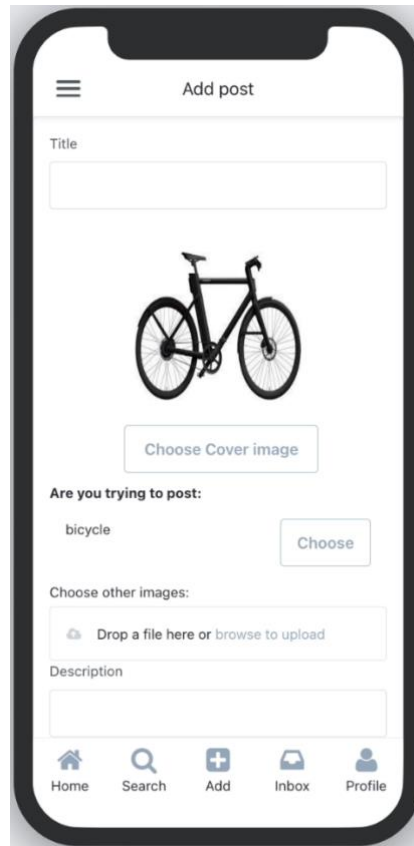 Add post
Title
Choose Cover image
Are you trying to post:
bicycle
Choose
Choose other images:
Drop a file here or browse to upload
Description
Home Search Add Inbox Profile